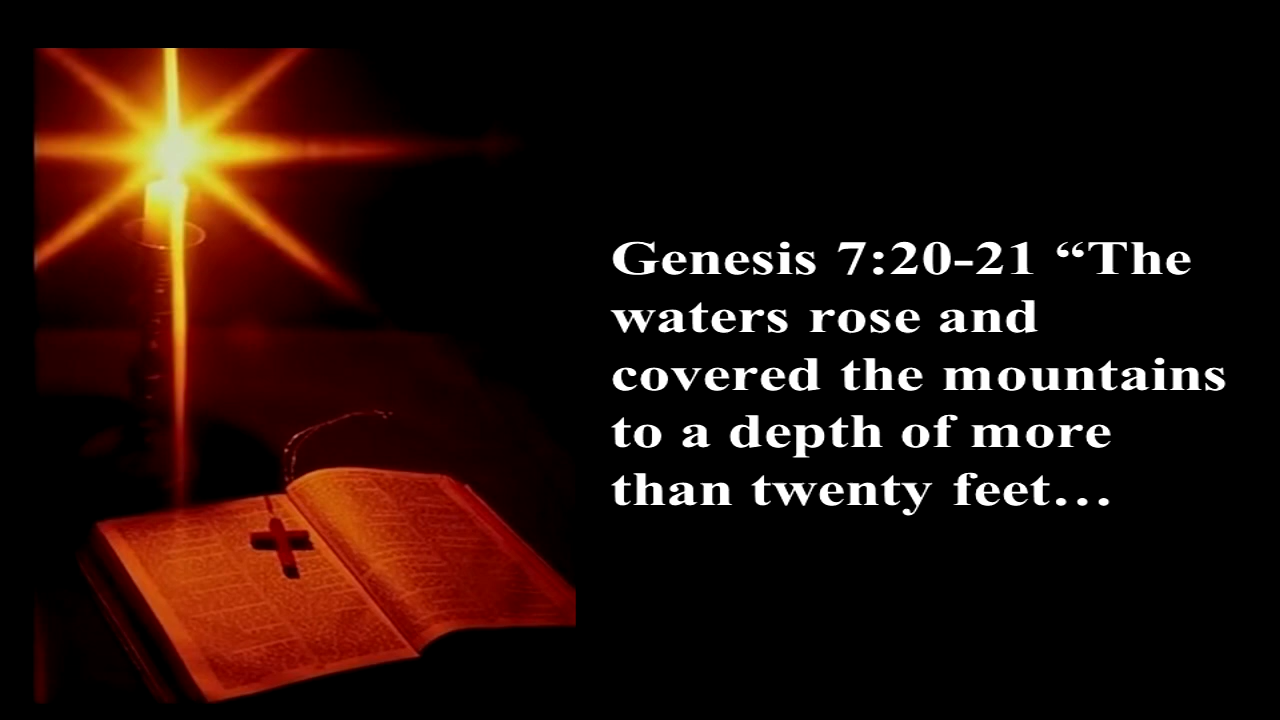 Genesis 7:20-21 “The
waters rose and
covered the mountains
to a depth of more
than twenty feet…